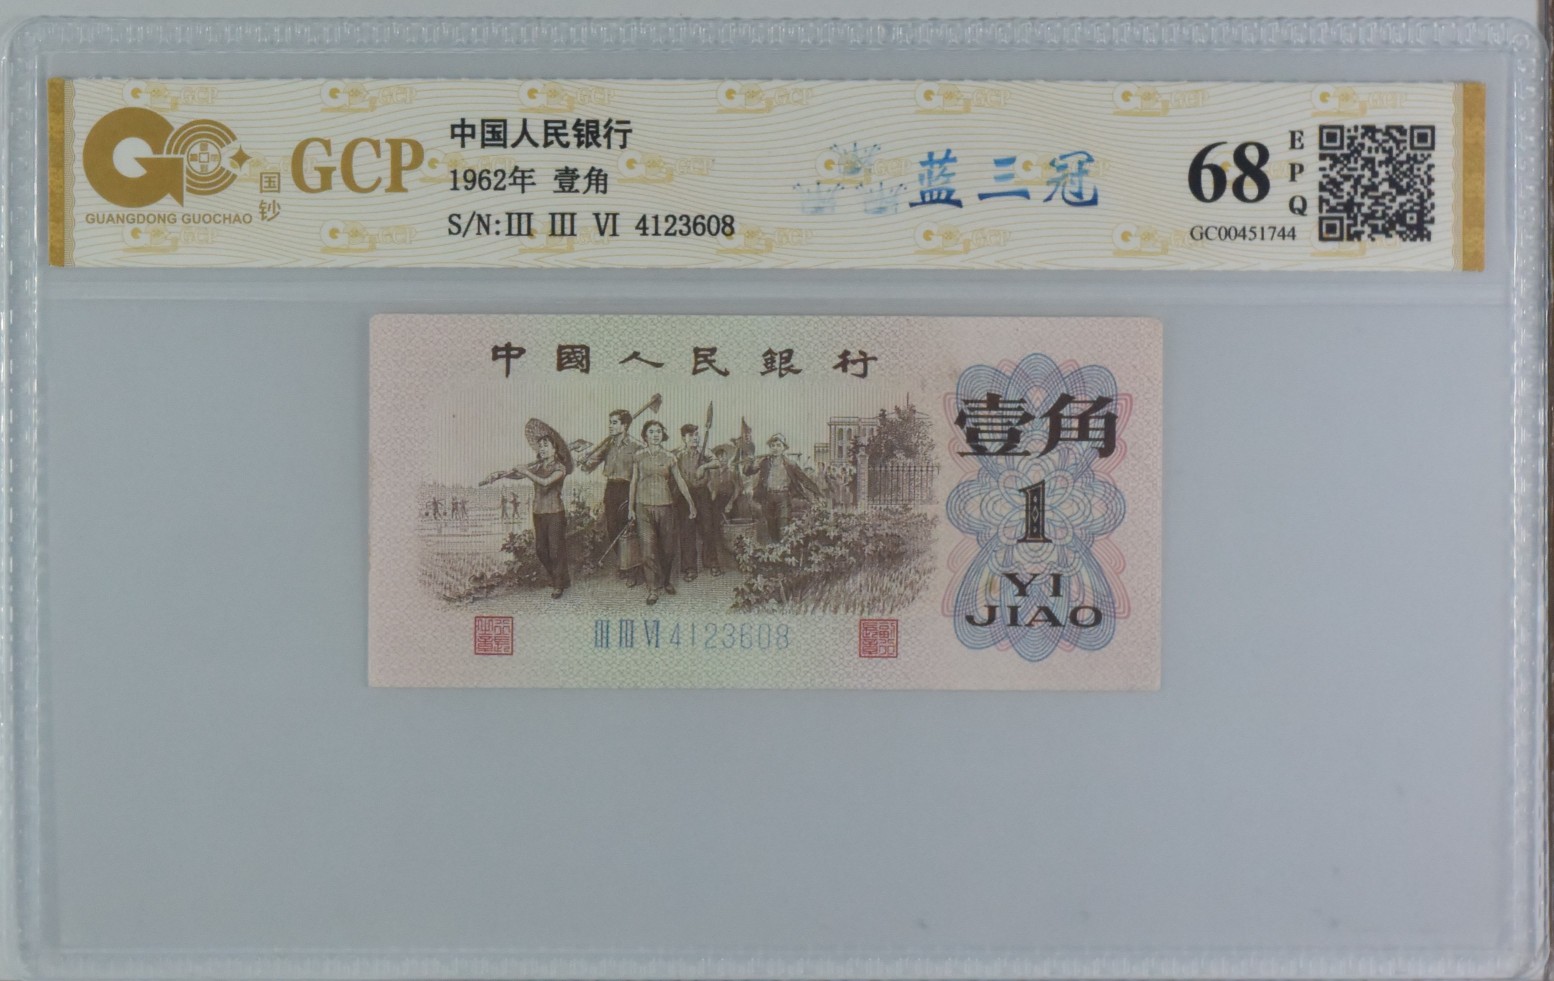 GCP
国钞
GUANGDONG GUOCHAO
中国人民银行
1962年 壹角
S/N:III III VI 4123608
蓝三冠
68
EPQ
GC00451744
中國人民銀行
壹角
1
YI
JIAO
III III VI 4123608